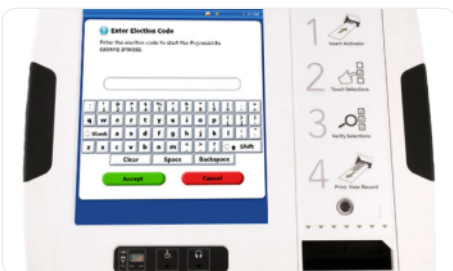 Enter Election Code
Enter the election code to start the ExpressVote
opening process.
q w e r t y u i o p
a s d f g h j k l
Shift
z x c v b n m
Clear Space Backspace
Accept Cancel
1 Insert Activator
2 Touch Selections
3 Verify Selections
4 Print Vote Record